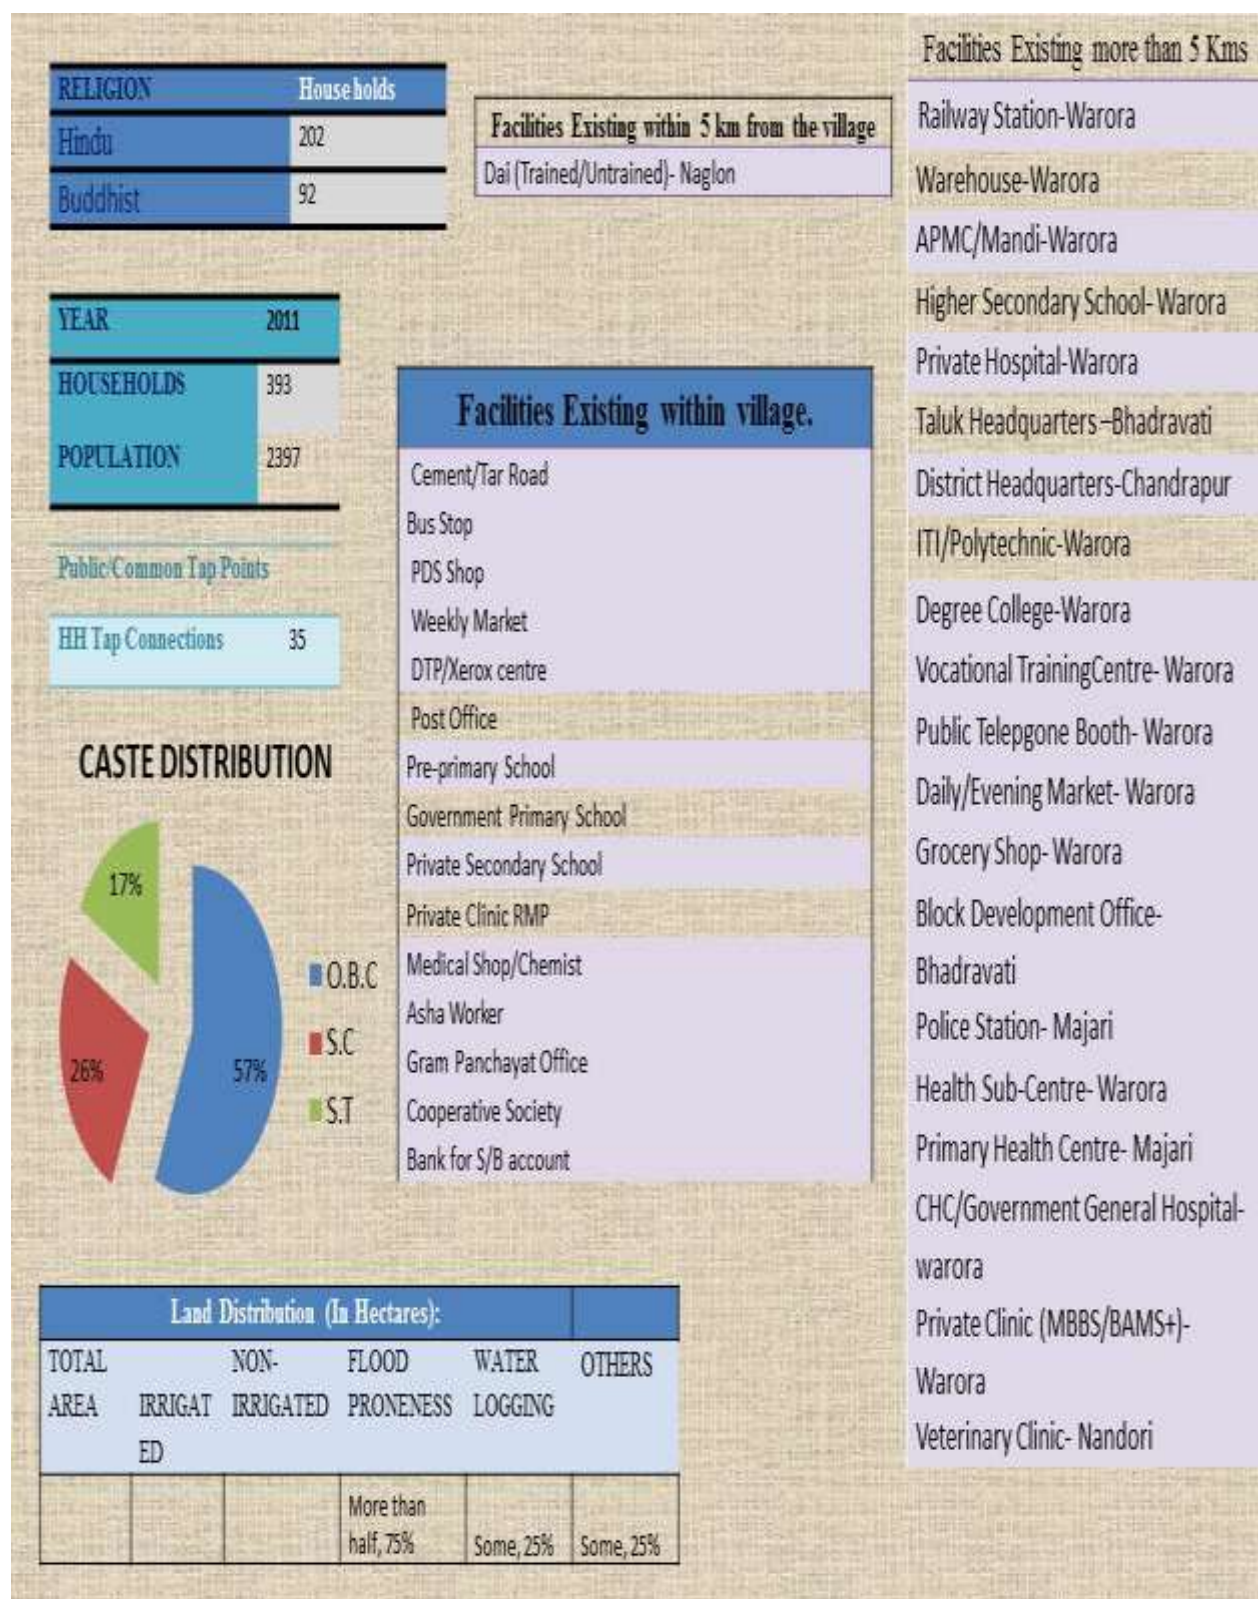 RELIGION Households
Hindu 202
Buddhist 92
Facilities Existing within 5 km from the village
Dai (Trained/Untrained)- Naglon
YEAR 2011
HOUSEHOLDS 393
POPULATION 2397
Public/Common Tap Points
HH Tap Connections 35
CASTE DISTRIBUTION
17%
26%
57%
O.B.C
S.C
S.T
Facilities Existing within village.
Cement/Tar Road
Bus Stop
PDS Shop
Weekly Market
DTP/Xerox centre
Post Office
Pre-primary School
Government Primary School
Private Secondary School
Private Clinic RMP
Medical Shop/Chemist
Asha Worker
Gram Panchayat Office
Cooperative Society
Bank for S/B account
Facilities Existing more than 5 Kms
Railway Station-Warora
Warehouse-Warora
APMC/Mandi-Warora
Higher Secondary School- Warora
Private Hospital-Warora
Taluk Headquarters –Bhadravati
District Headquarters-Chandrapur
ITI/Polytechnic-Warora
Degree College-Warora
Vocational TrainingCentre- Warora
Public Telepgone Booth- Warora
Daily/Evening Market- Warora
Grocery Shop- Warora
Block Development Office-
Bhadravati
Police Station- Majari
Health Sub-Centre- Warora
Primary Health Centre- Majari
CHC/Government General Hospital-
warora
Private Clinic (MBBS/BAMS+)-
Warora
Veterinary Clinic- Nandori
Land Distribution (In Hectares):
TOTAL NON- FLOOD WATER OTHERS
AREA IRRIGAT IRRIGATED PRONENESS LOGGING
ED
More than
half, 75% Some, 25% Some, 25%